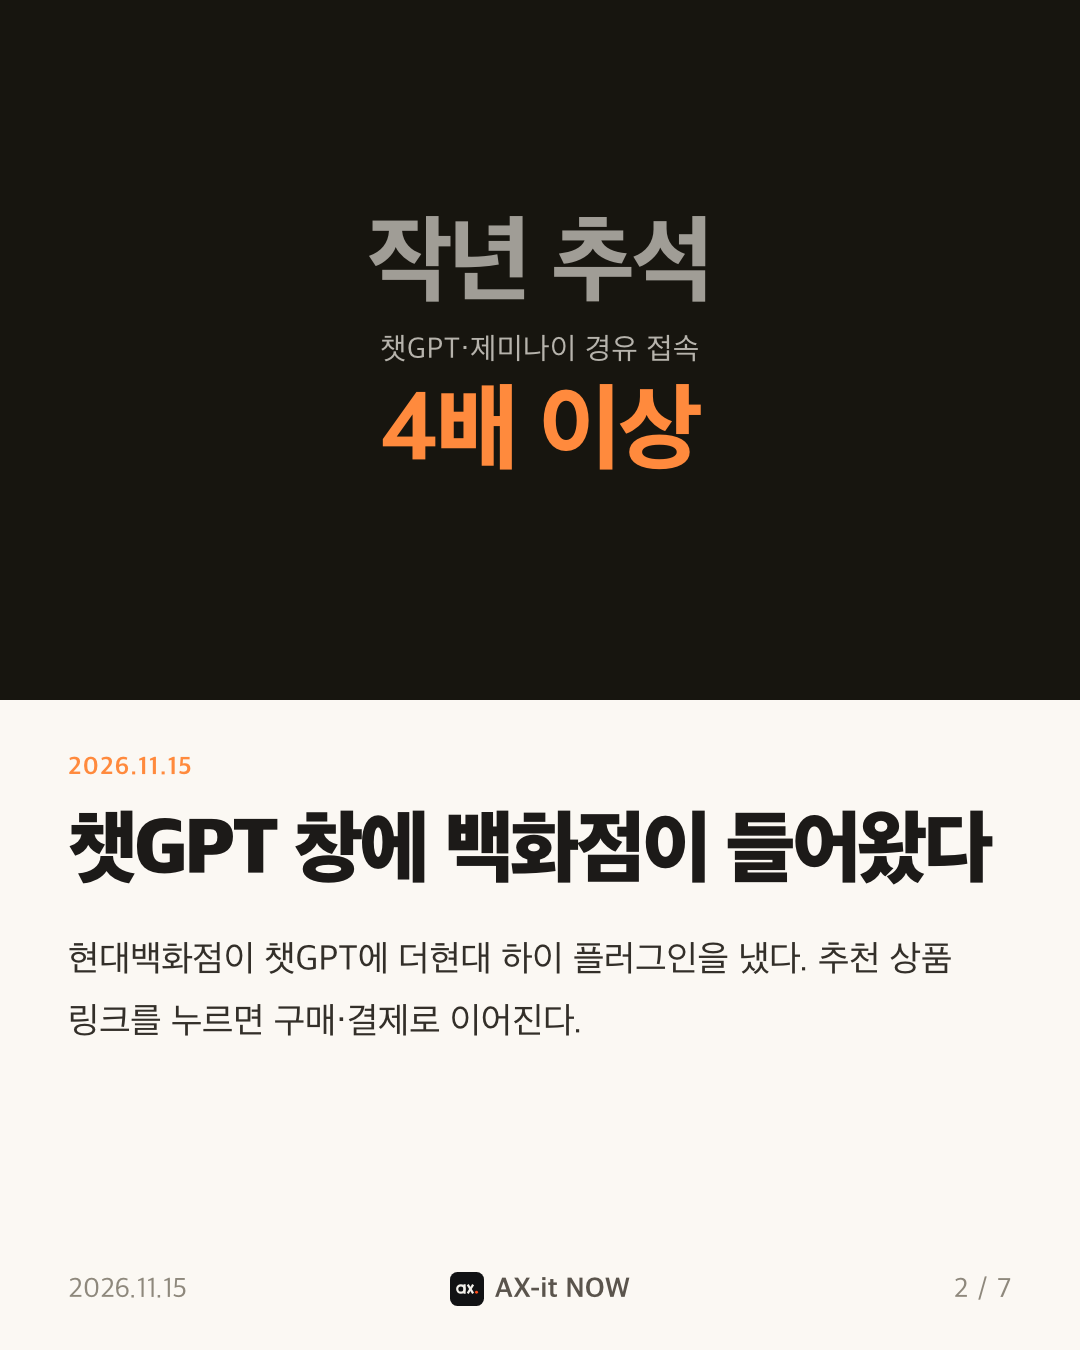 작년 추석
챗GPT·제미나이 경유 접속
4배 이상
2026.11.15
챗GPT 창에 백화점이 들어왔다
현대백화점이 챗GPT에 더현대 하이 플러그인을 냈다. 추천 상품
링크를 누르면 구매·결제로 이어진다.
2026.11.15
ax. AX-it NOW
2 / 7